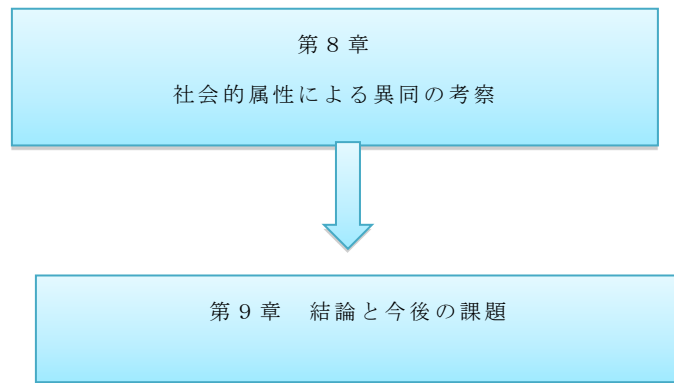 第８章
社会的属性による異同の考察
第９章　結論と今後の課題